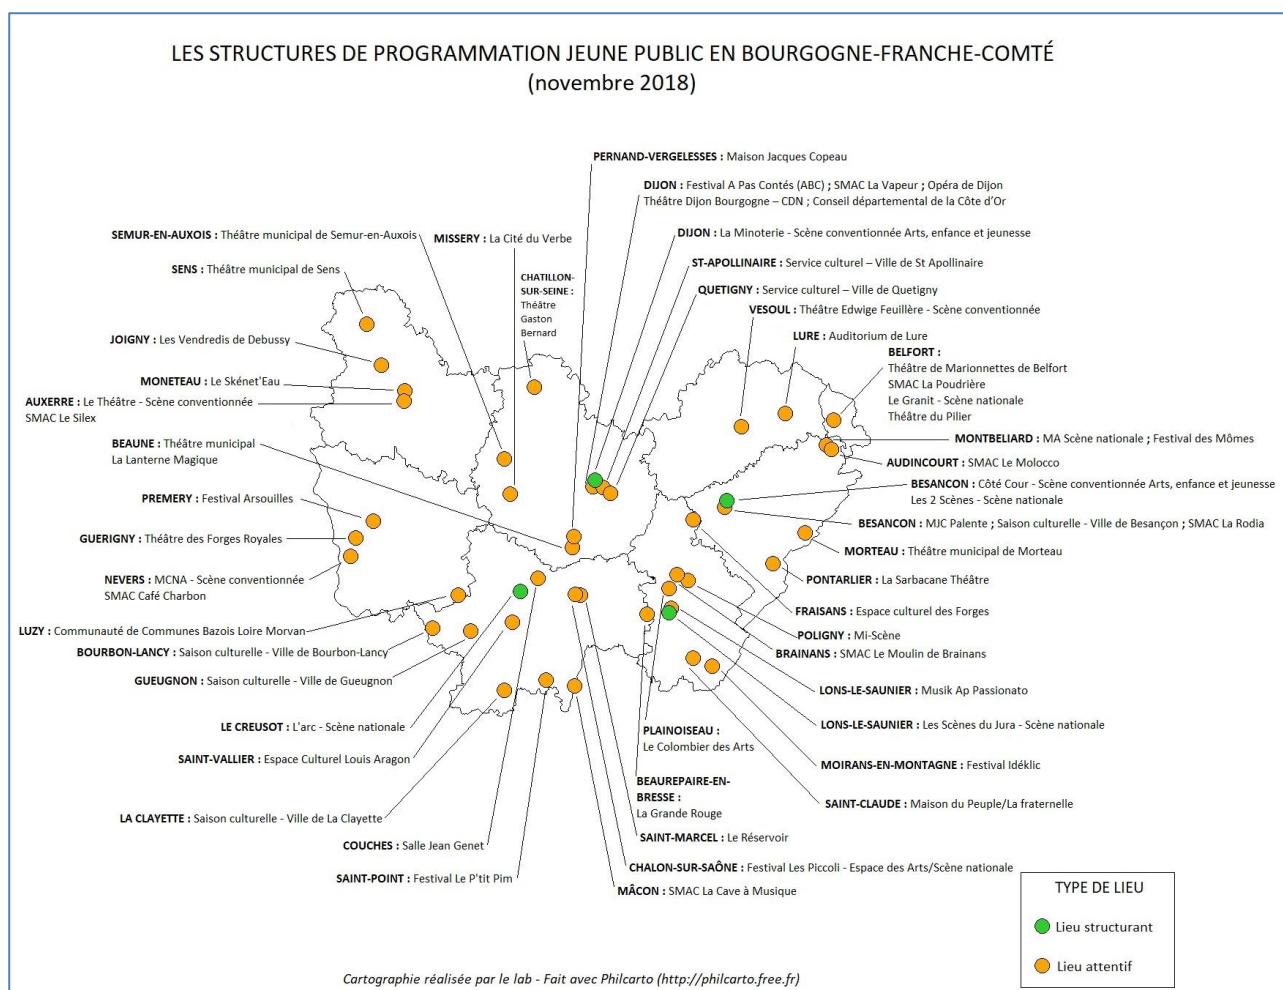 LES STRUCTURES DE PROGRAMMATION JEUNE PUBLIC EN BOURGOGNE-FRANCHE-COMTÉ
(novembre 2018)
PERNAND-VERGELESSES : Maison Jacques Copeau
DIJON : Festival A Pas Contés (ABC) ; SMAC La Vapeur ; Opéra de Dijon
Théâtre Dijon Bourgogne – CDN ; Conseil départemental de la Côte d'Or
SEMUR-EN-AUXOIS : Théâtre municipal de Semur-en-Auxois
MISSERY : La Cité du Verbe
DIJON : La Minoterie - Scène conventionnée Arts, enfance et jeunesse
SENS : Théâtre municipal de Sens
CHATILLON-
SUR-SEINE :
Théâtre
Gaston
Bernard
ST-APOLLINAIRE : Service culturel – Ville de St Apollinaire
QUETIGNY : Service culturel – Ville de Quetigny
VESOUL : Théâtre Edwige Feuillère - Scène conventionnée
LURE : Auditorium de Lure
JOIGNY : Les Vendredis de Debussy
BELFORT :
Théâtre de Marionnettes de Belfort
SMAC La Poudrière
Le Granit - Scène nationale
Théâtre du Pilier
MONETEAU : Le Skénet'Eau
AUXERRE : Le Théâtre - Scène conventionnée
SMAC Le Silex
BEAUNE : Théâtre municipal
La Lanterne Magique
MONTBELIARD : MA Scène nationale ; Festival des Mômes
AUDINCOURT : SMAC Le Molocco
BESANCON : Côté Cour - Scène conventionnée Arts, enfance et jeunesse
Les 2 Scènes - Scène nationale
PREMERY : Festival Arsouilles
BESANCON : MJC Palente ; Saison culturelle - Ville de Besançon ; SMAC La Rodia
GUERIGNY : Théâtre des Forges Royales
MORTEAU : Théâtre municipal de Morteau
NEVERS : MCNA - Scène conventionnée
SMAC Café Charbon
PONTARLIER : La Sarbacane Théâtre
FRAISANS : Espace culturel des Forges
LUZY : Communauté de Communes Bazois Loire Morvan
POLIGNY : Mi-Scène
BOURBON-LANCY : Saison culturelle - Ville de Bourbon-Lancy
BRAINANS : SMAC Le Moulin de Brainans
GUEUGNON : Saison culturelle - Ville de Gueugnon
LONS-LE-SAUNIER : Musik Ap Passionato
LE CREUSOT : L'arc - Scène nationale
LONS-LE-SAUNIER : Les Scènes du Jura - Scène nationale
PLAINOISEAU :
Le Colombier des Arts
SAINT-VALLIER : Espace Culturel Louis Aragon
MOIRANS-EN-MONTAGNE : Festival Idéklic
BEAUREPAIRE-EN-
BRESSE :
La Grande Rouge
SAINT-CLAUDE : Maison du Peuple/La fraternelle
LA CLAYETTE : Saison culturelle - Ville de La Clayette
SAINT-MARCEL : Le Réservoir
COUCHES : Salle Jean Genet
CHALON-SUR-SAÔNE : Festival Les Piccoli - Espace des Arts/Scène nationale
SAINT-POINT : Festival Le P'tit Pim
MÂCON : SMAC La Cave à Musique
TYPE DE LIEU
Lieu structurant
Lieu attentif
Cartographie réalisée par le lab - Fait avec Philcarto (http://philcarto.free.fr)